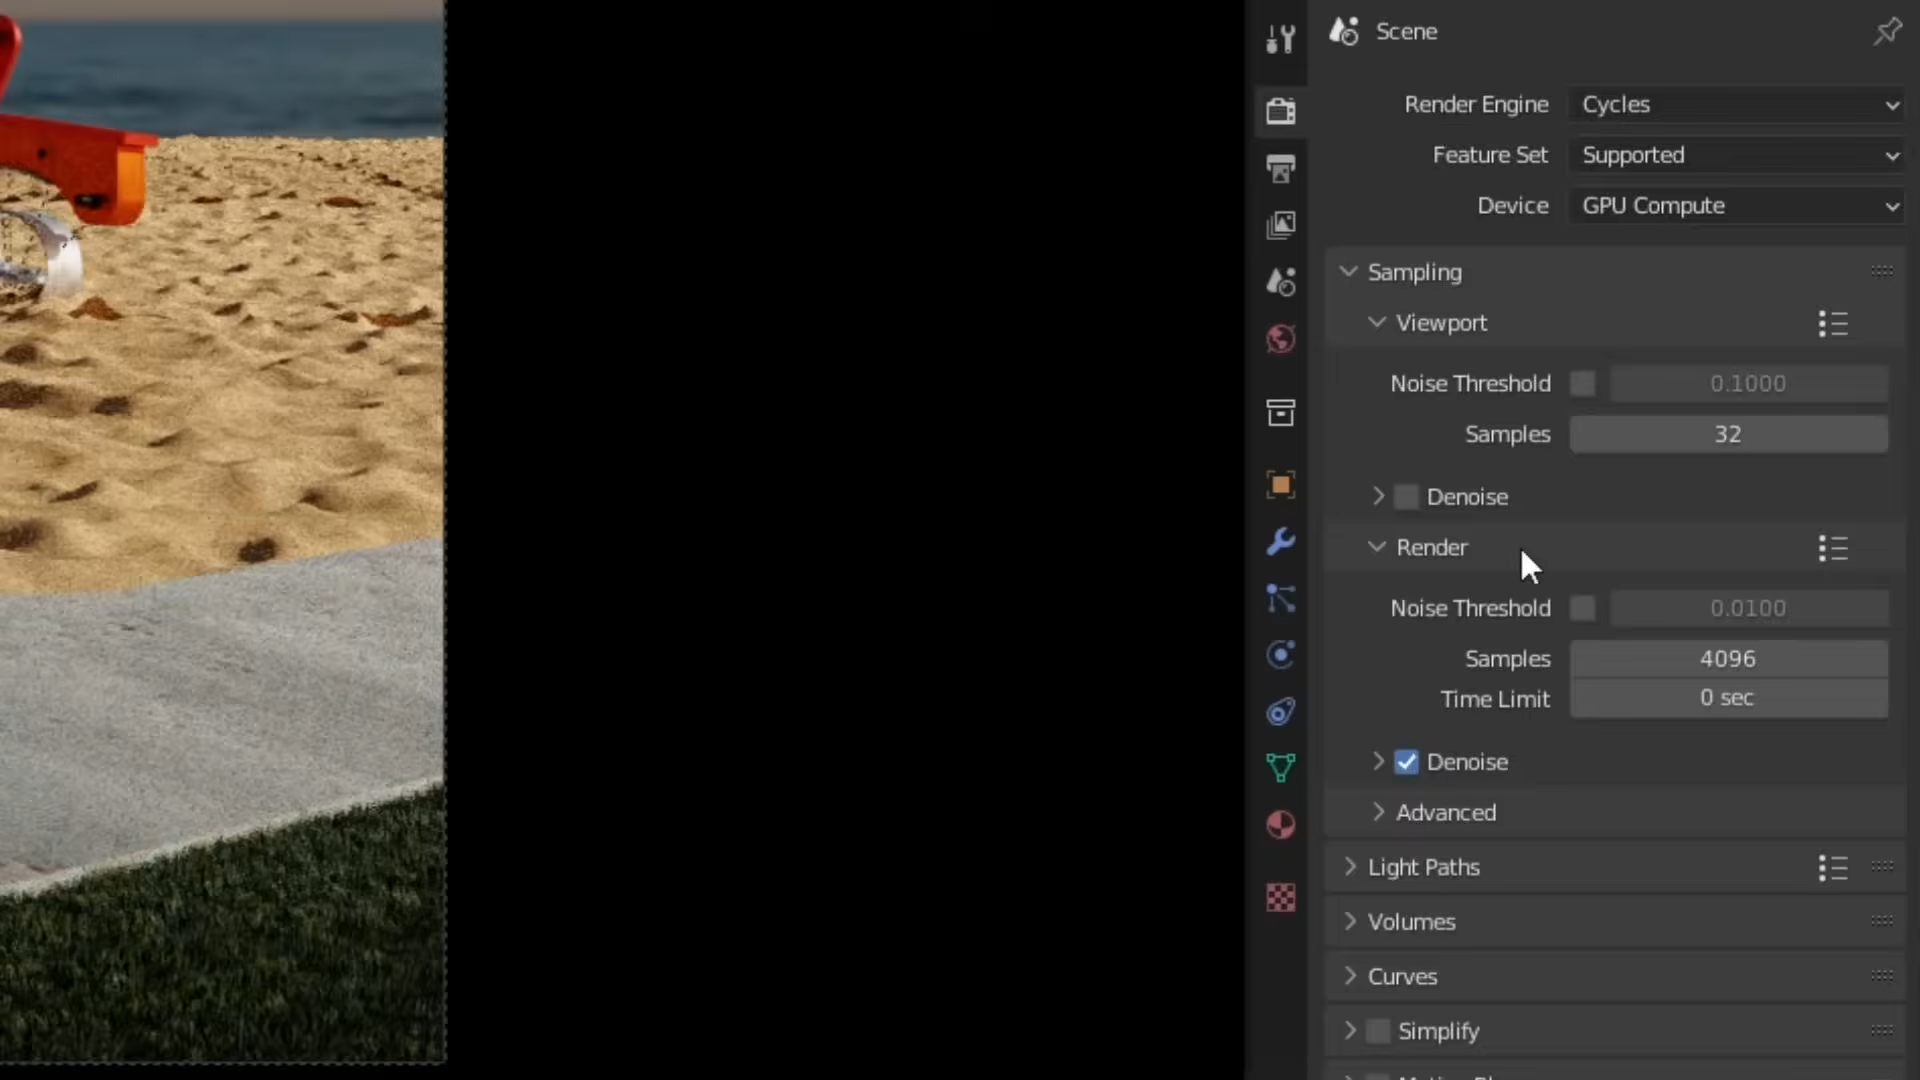 Scene
Render Engine Cycles
Feature Set Supported
Device GPU Compute
Sampling
Viewport
Noise Threshold 0.1000
Samples 32
Denoise
Render
Noise Threshold 0.0100
Samples 4096
Time Limit 0 sec
Denoise
Advanced
Light Paths
Volumes
Curves
Simplify